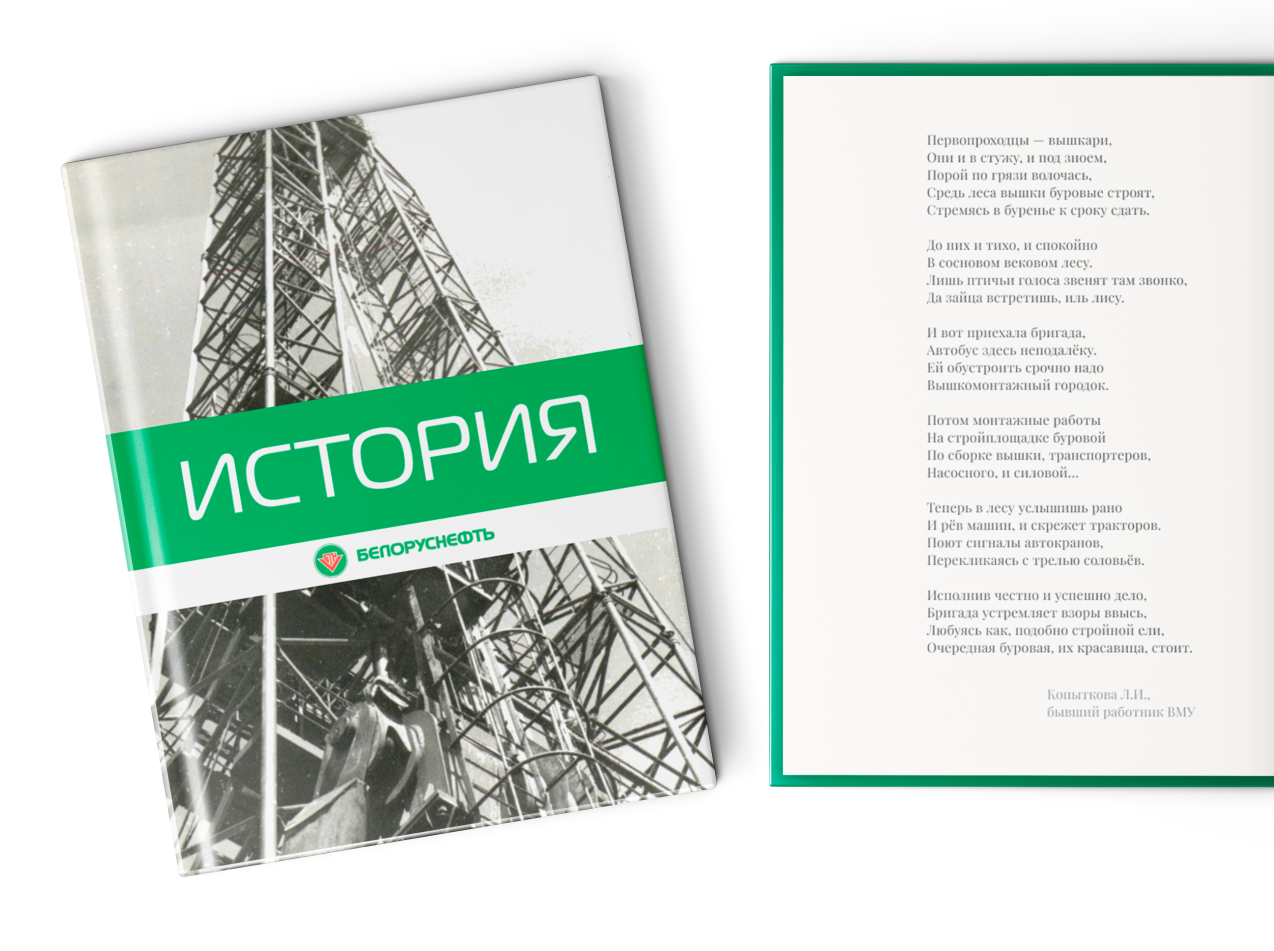 ИСТОРИЯ
БЕЛОРУСНЕФТЬ
Первопроходцы — вышкари,
Они и в стужу, и под зноем,
Порой по грязи волочась,
Средь леса вышки буровые строят,
Стремясь в буренье к сроку сдать.
До них и тихо, и спокойно
В сосновом вековом лесу.
Лишь птичьи голоса звенят там звонко,
Да зайца встретишь, иль лису.
И вот приехала бригада,
Автобус здесь неподалёку.
Ей обустроить срочно надо
Вышкомонтажный городок.
Потом монтажные работы
На стройплощадке буровой
По сборке вышки, транспортеров,
Насосного, и силовой...
Теперь в лесу услышишь рано
И рёв машин, и скрежет тракторов.
Поют сигналы автокранов,
Перекликаясь с трелью соловьёв.
Исполнив честно и успешно дело,
Бригада устремляет взоры ввысь,
Любуясь как, подобно стройной ели,
Очередная буровая, их красавица, стоит.
Копыткова Л.И.,
бывший работник ВМУ